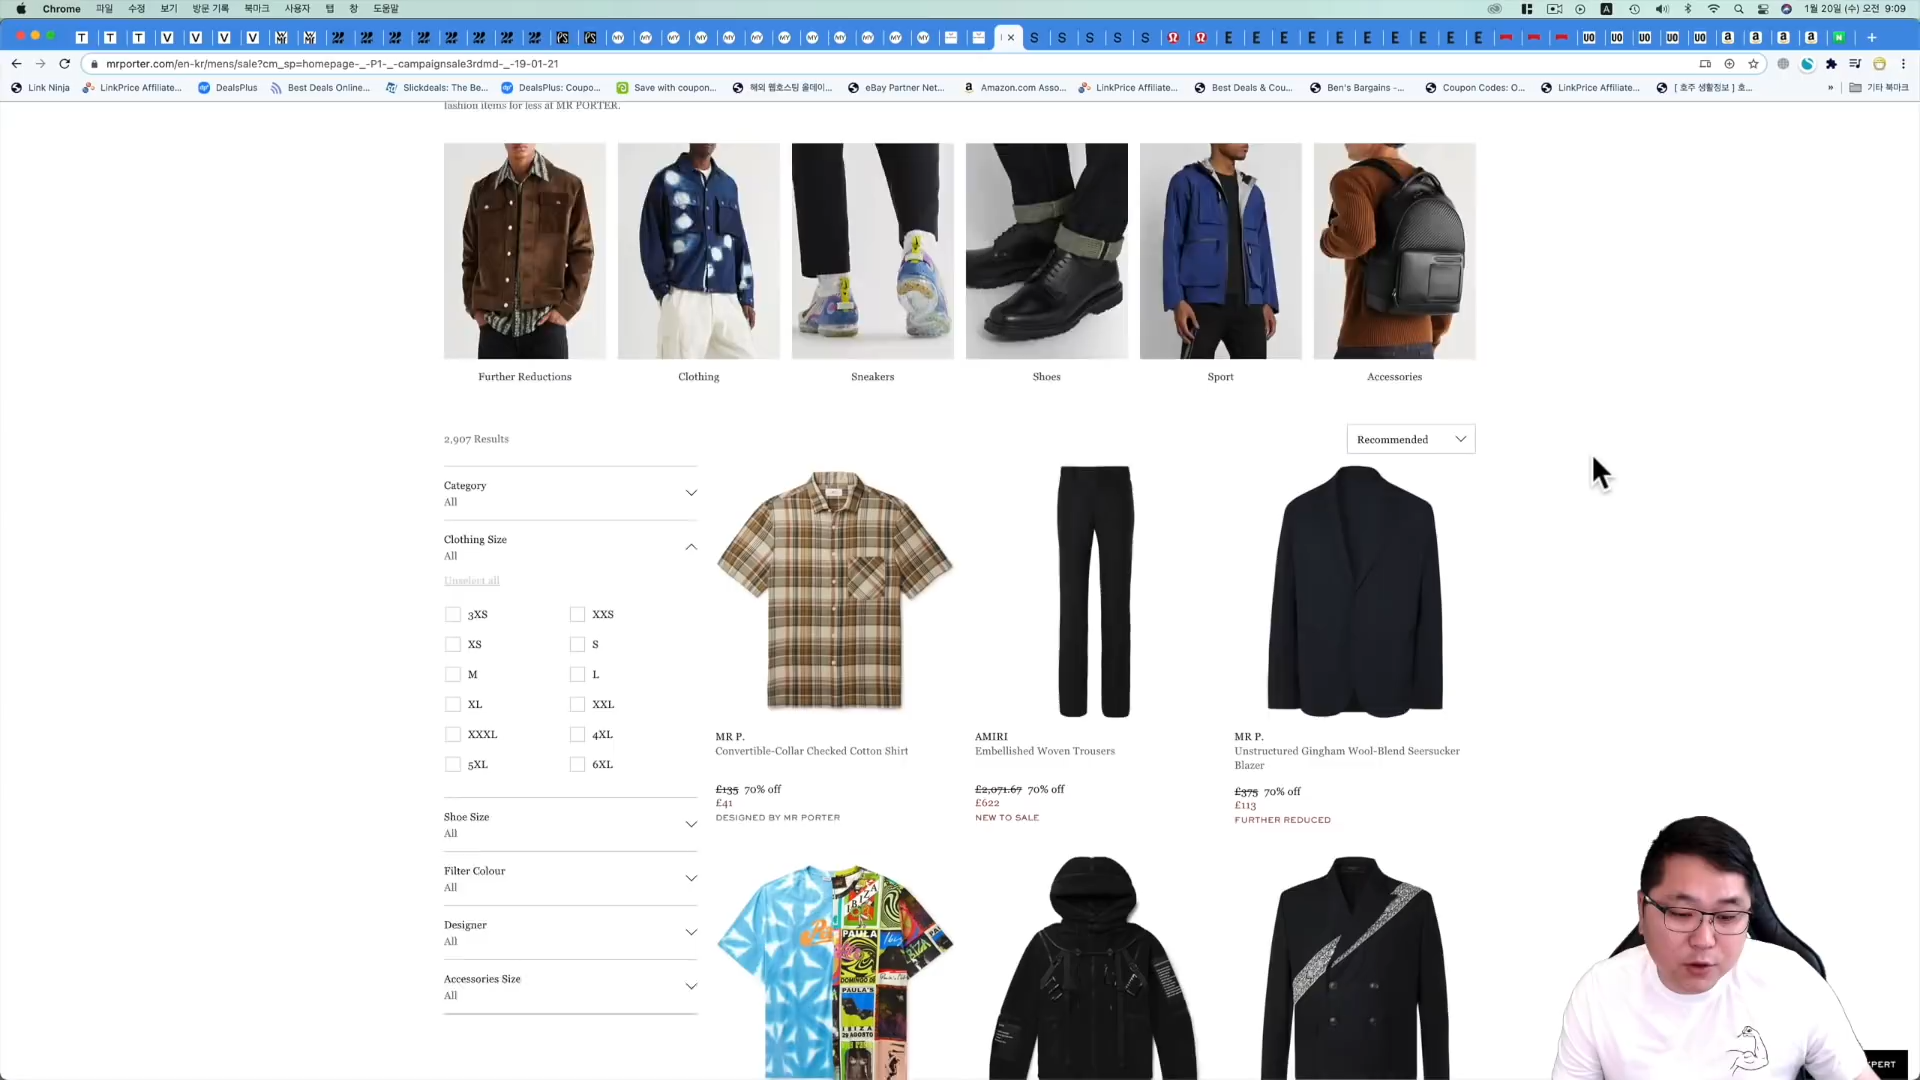 Chrome 파일 수정 보기 방문 기록 북마크 사용자 탭 창 도움말 1월 20일 (수) 오전 9:09
mrporter.com/en-kr/mens/sale?cm_sp=homepage-_-P1-_-campaignsale3rdmd-_-19-01-21
Link Ninja LinkPrice Affiliate... DealsPlus Best Deals Online... Slickdeals: The Be... DealsPlus: Coupo... Save with coupon... 해외 웹호스팅 올데이... eBay Partner Net... Amazon.com Asso... LinkPrice Affiliate... Best Deals & Cou... Ben's Bargains –... Coupon Codes: O... LinkPrice Affiliate... [ 호주 생활정보 ] 호... » 기타 북마크
fashion items for less at MR PORTER.
Further Reductions Clothing Sneakers Shoes Sport Accessories
2,907 Results
Recommended
Category
All
Clothing Size
All
Unselect all
3XS XXS
XS S
M L
XL XXL
XXXL 4XL
5XL 6XL
Shoe Size
All
Filter Colour
All
Designer
All
Accessories Size
All
MR P.
Convertible-Collar Checked Cotton Shirt
£135 70% off
£41
DESIGNED BY MR PORTER
AMIRI
Embellished Woven Trousers
£2,071.67 70% off
£622
NEW TO SALE
MR P.
Unstructured Gingham Wool-Blend Seersucker
Blazer
£375 70% off
£113
FURTHER REDUCED
PAULA
IBIZA
DOMINGO
PAULA'S
IBIZA
29 AGOSTO